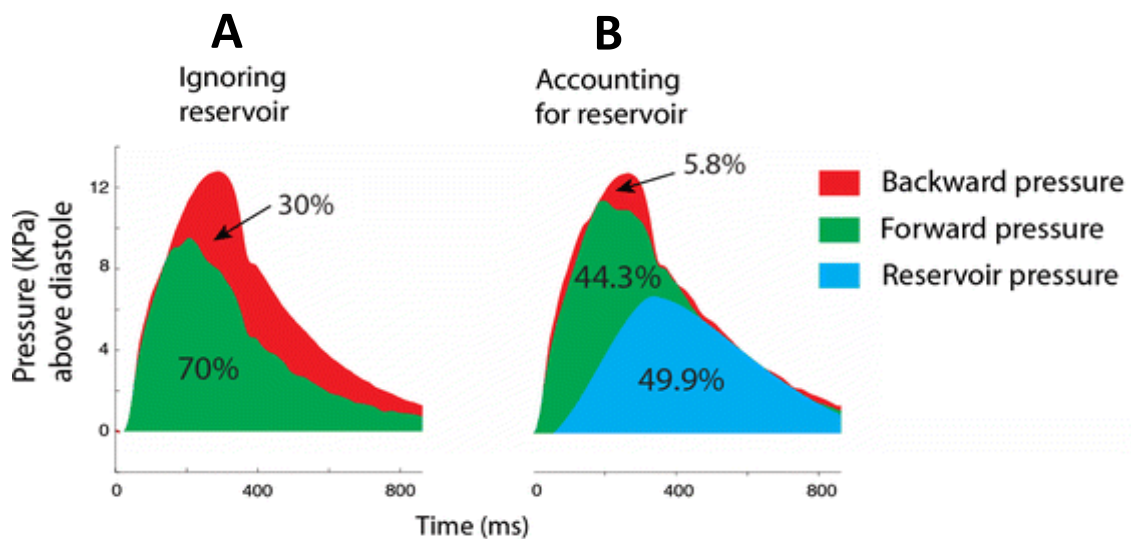 A
Ignoring
reservoir
B
Accounting
for reservoir
Pressure (KPa)
above diastole
12
8
4
0
30%
70%
0
400
800
5.8%
44.3%
49.9%
0
400
800
Time (ms)
Backward pressure
Forward pressure
Reservoir pressure